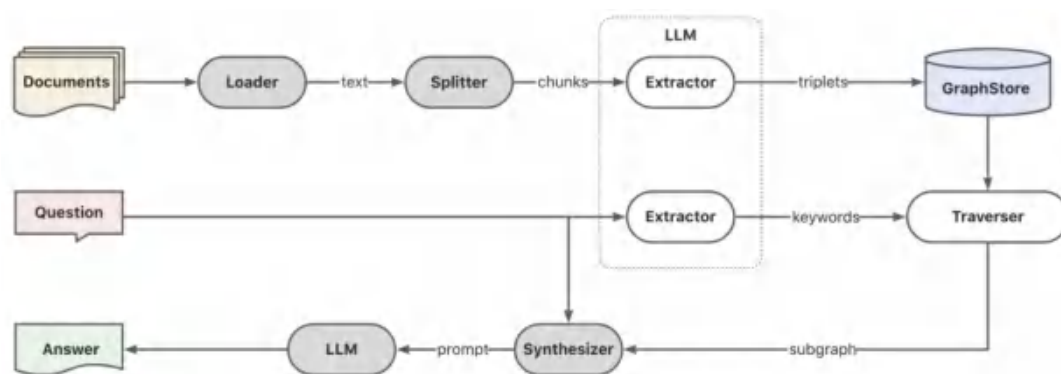 LLM
Documents
Loader
text
Splitter
chunks
Extractor
triplets
GraphStore
Question
Extractor
keywords
Traverser
Answer
LLM
prompt
Synthesizer
subgraph